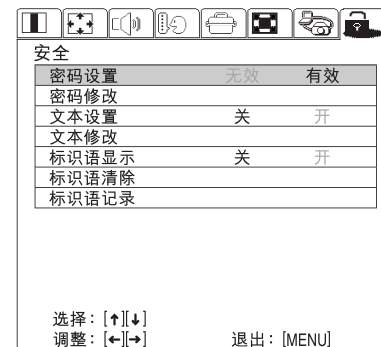 安全
密码设置 无效 有效
密码修改
文本设置 关 开
文本修改
标识语显示 关 开
标识语清除
标识语记录
选择：[↑][↓]
调整：[←][→] 退出：[MENU]